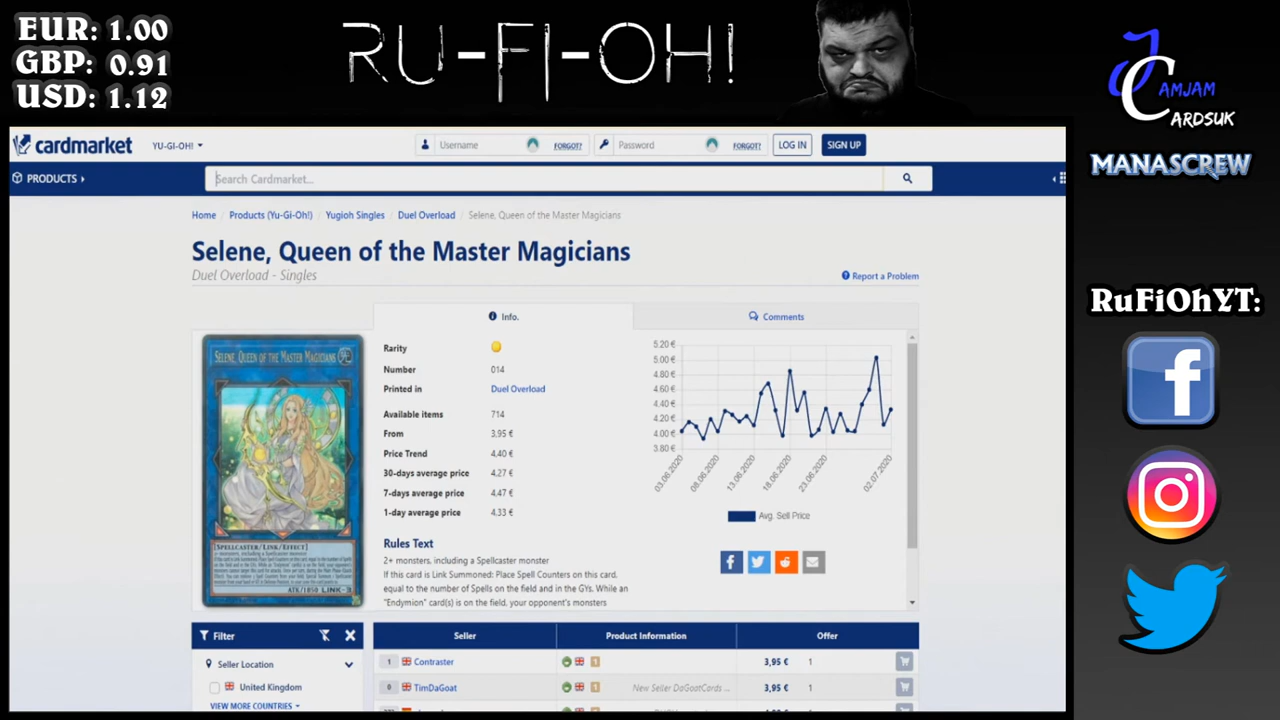 EUR: 1.00
GBP: 0.91
USD: 1.12
RU-FI-OH!
JAMJAM
CARDSUK
MANASCREW
RuFiOhYT:
cardmarket
YU-GI-OH!
Username
FORGOT?
Password
FORGOT?
LOG IN
SIGN UP
PRODUCTS
Search Cardmarket...
Home / Products (Yu-Gi-Oh!) / Yugioh Singles / Duel Overload / Selene, Queen of the Master Magicians
Selene, Queen of the Master Magicians
Duel Overload - Singles
Report a Problem
Info.
Comments
SELENE, QUEEN OF THE MASTER MAGICIANS
[SPELLCASTER/LINK/EFFECT]
ATK/1850 LINK-3
Rarity
Number 014
Printed in Duel Overload
Available items 714
From 3,95 €
Price Trend 4,40 €
30-days average price 4,27 €
7-days average price 4,47 €
1-day average price 4,33 €
5.20 €
5.00 €
4.80 €
4.60 €
4.40 €
4.20 €
4.00 €
3.80 €
03.06.2020
08.06.2020
13.06.2020
18.06.2020
23.06.2020
02.07.2020
Avg. Sell Price
Rules Text
2+ monsters, including a Spellcaster monster
If this card is Link Summoned: Place Spell Counters on this card,
equal to the number of Spells on the field and in the GYs. While an
"Endymion" card(s) is on the field, your opponent's monsters
Filter
Seller Location
United Kingdom
VIEW MORE COUNTRIES
Seller Product Information Offer
1 Contraster 1 3,95 € 1
0 TimDaGoat 1 New Seller DaGoatCards ... 3,95 € 1